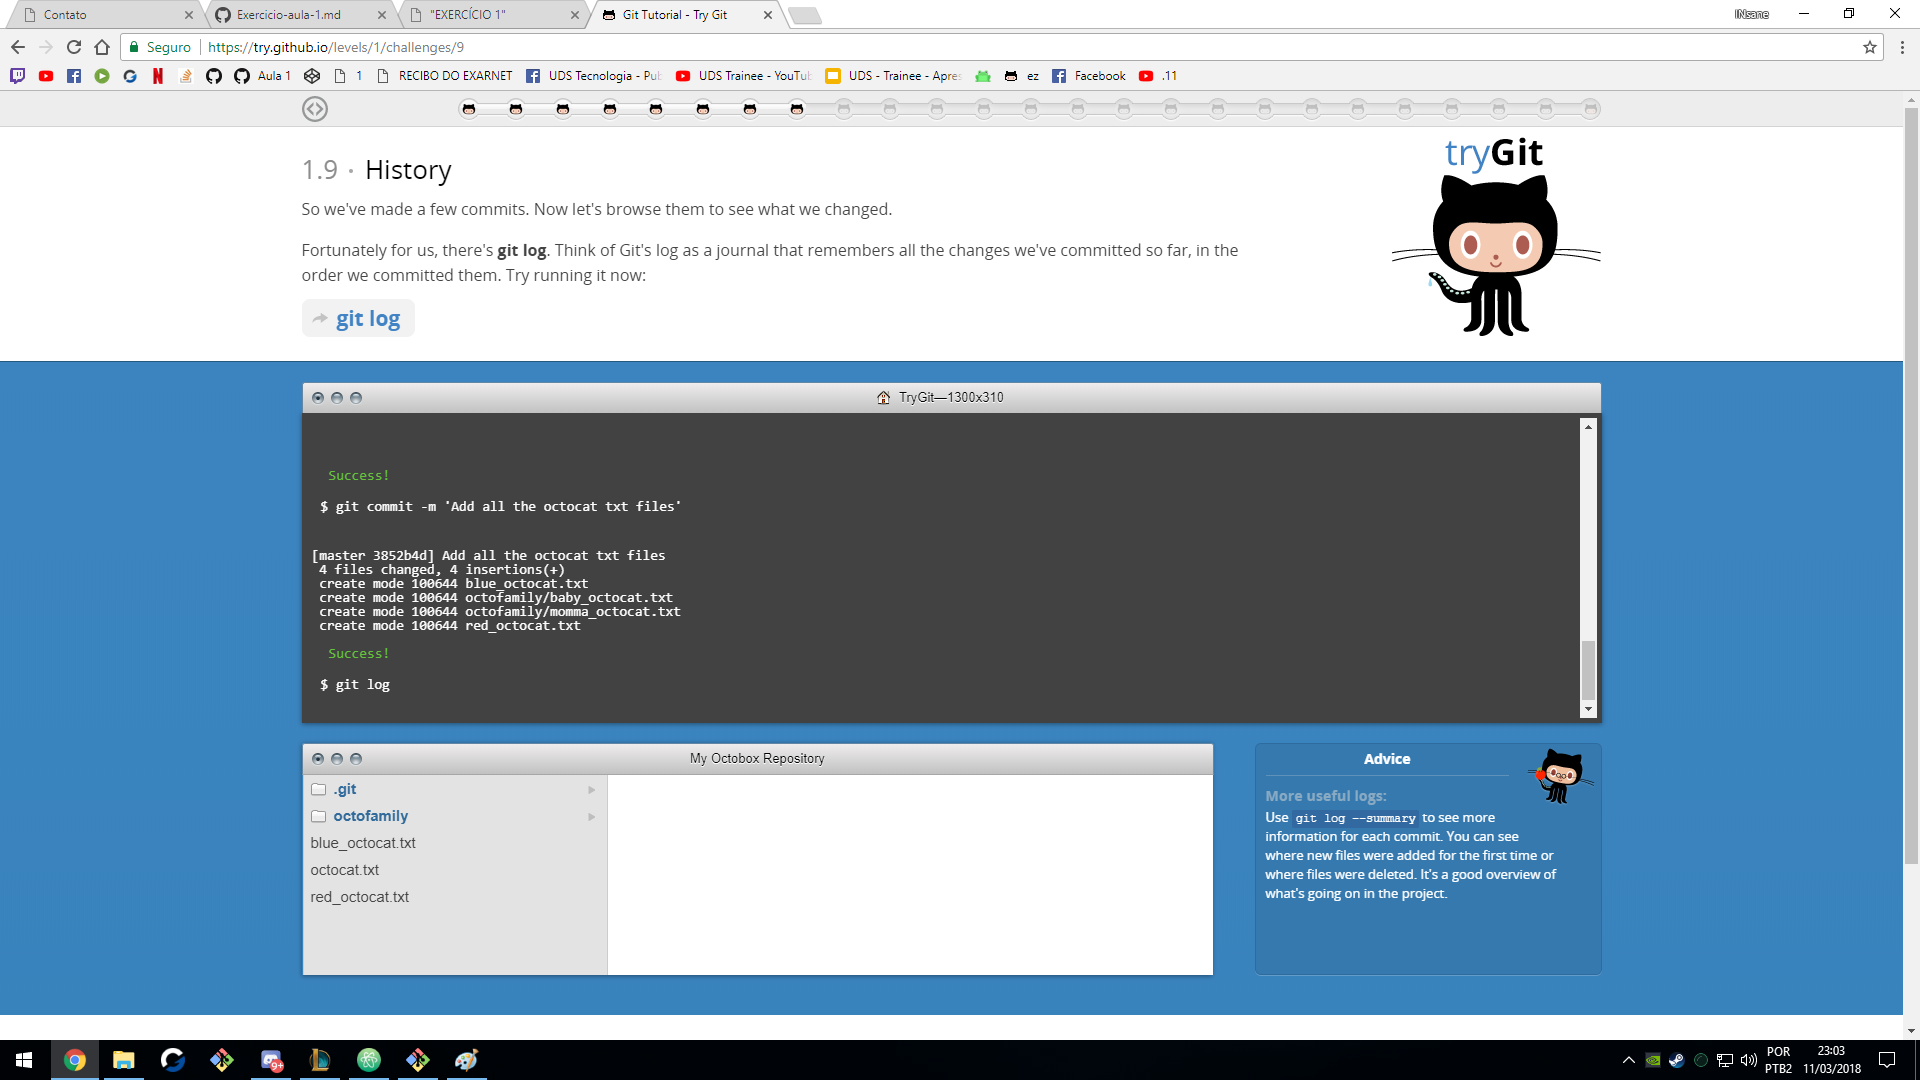 Contato
Exercicio-aula-1.md
"EXERCÍCIO 1"
Git Tutorial - Try Git
INsane
Seguro
https://try.github.io/levels/1/challenges/9
Aula 1
1
RECIBO DO EXARNET
UDS Tecnologia - Pu
UDS Trainee - YouTu
UDS - Trainee - Apre
ez
Facebook
.11
1.9 · History
tryGit
So we've made a few commits. Now let's browse them to see what we changed.
Fortunately for us, there's git log. Think of Git's log as a journal that remembers all the changes we've committed so far, in the
order we committed them. Try running it now:
git log
TryGit—1300x310
Success!
$ git commit -m 'Add all the octocat txt files'
[master 3852b4d] Add all the octocat txt files
4 files changed, 4 insertions(+)
create mode 100644 blue_octocat.txt
create mode 100644 octofamily/baby_octocat.txt
create mode 100644 octofamily/momma_octocat.txt
create mode 100644 red_octocat.txt
Success!
$ git log
My Octobox Repository
.git
octofamily
blue_octocat.txt
octocat.txt
red_octocat.txt
Advice
More useful logs:
Use git log --summary to see more
information for each commit. You can see
where new files were added for the first time or
where files were deleted. It's a good overview of
what's going on in the project.
9+
POR
PTB2
23:03
11/03/2018